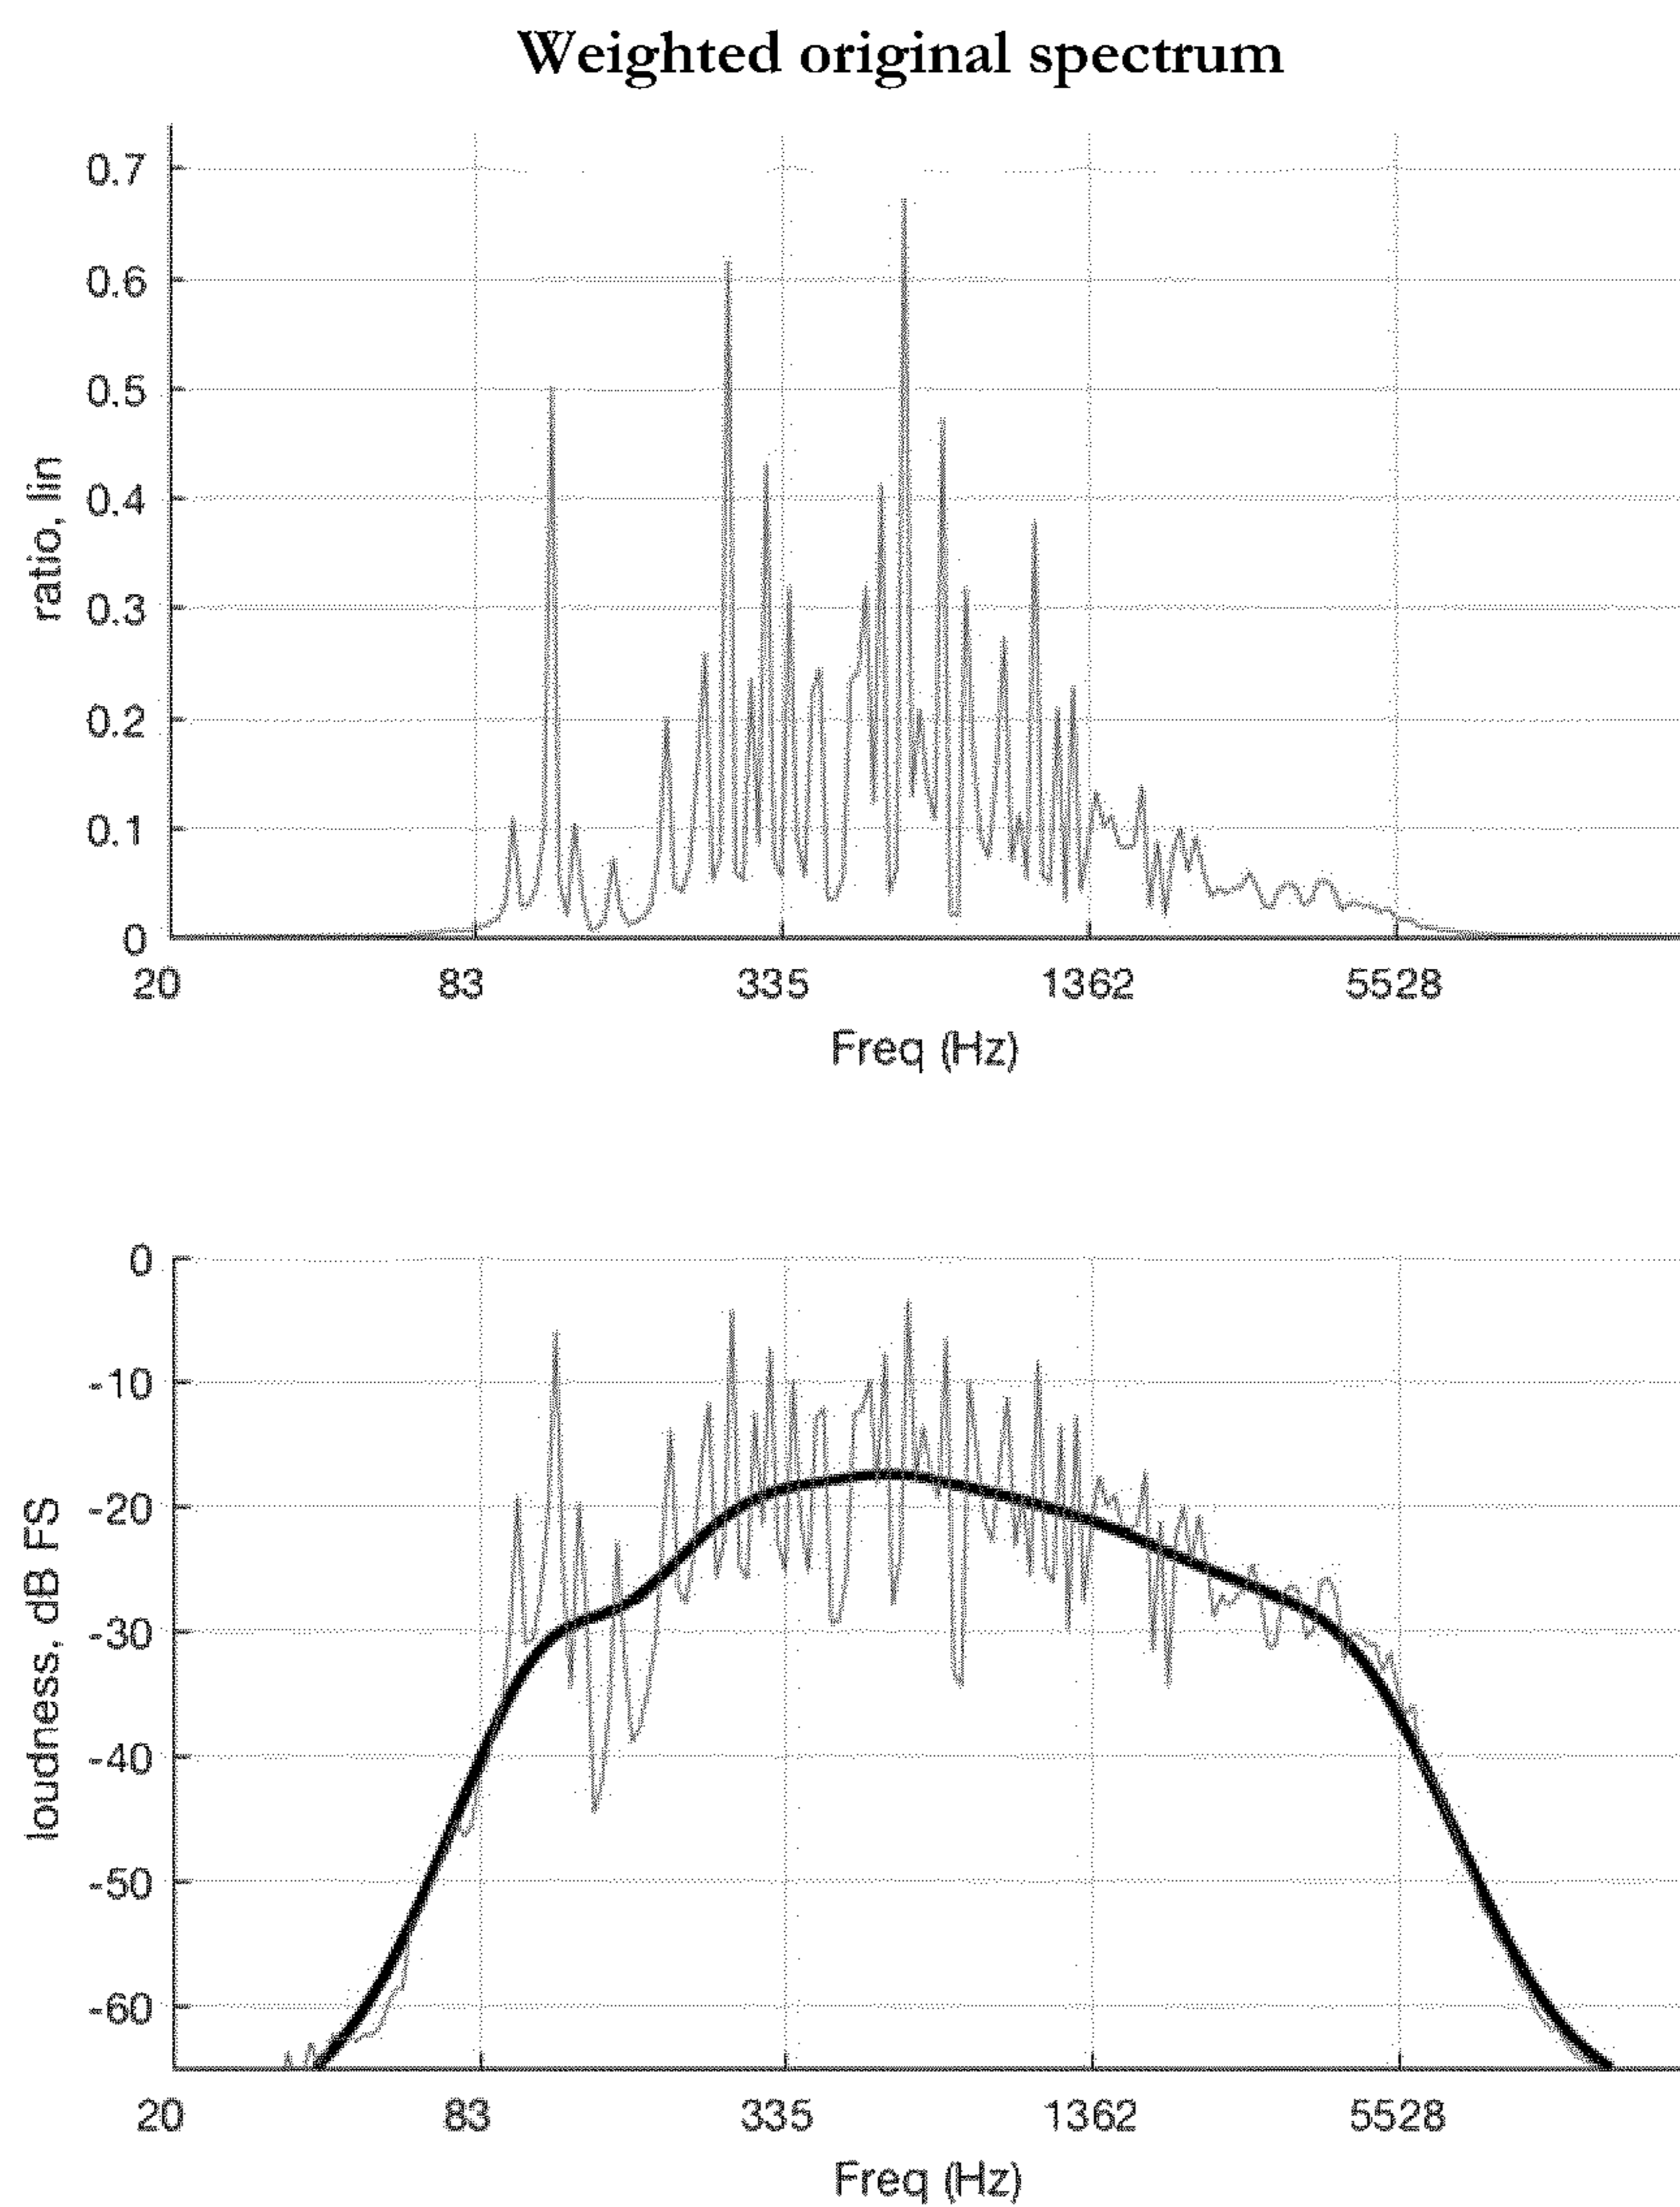 Weighted original spectrum
0.7
0.6
0.5
0.4
0.3
0.2
0.1
0
ratio, lin
20 83 335 1362 5528
Freq (Hz)
0
-10
-20
-30
-40
-50
-60
loudness, dB FS
20 83 335 1362 5528
Freq (Hz)